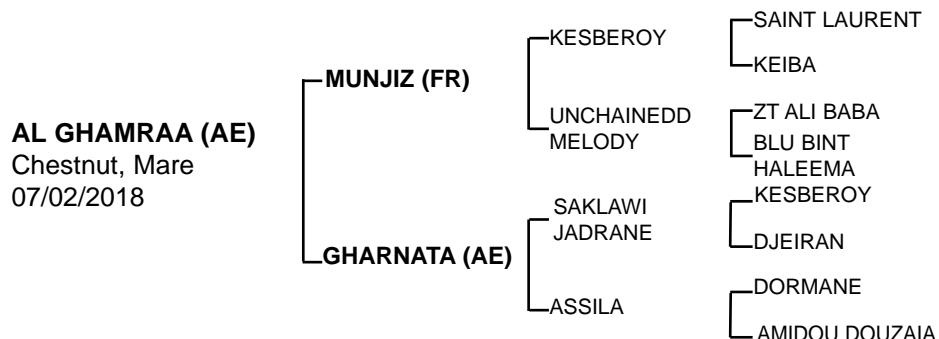 AL GHAMRAA (AE)
Chestnut, Mare
07/02/2018
MUNJIZ (FR)
GHARNATA (AE)
KESBEROY
UNCHAINEDD
MELODY
SAKLAWI
JADRANE
ASSILA
SAINT LAURENT
KEIBA
ZT ALI BABA
BLU BINT
HALEEMA
KESBEROY
DJEIRAN
DORMANE
AMIDOU DOUZAIA